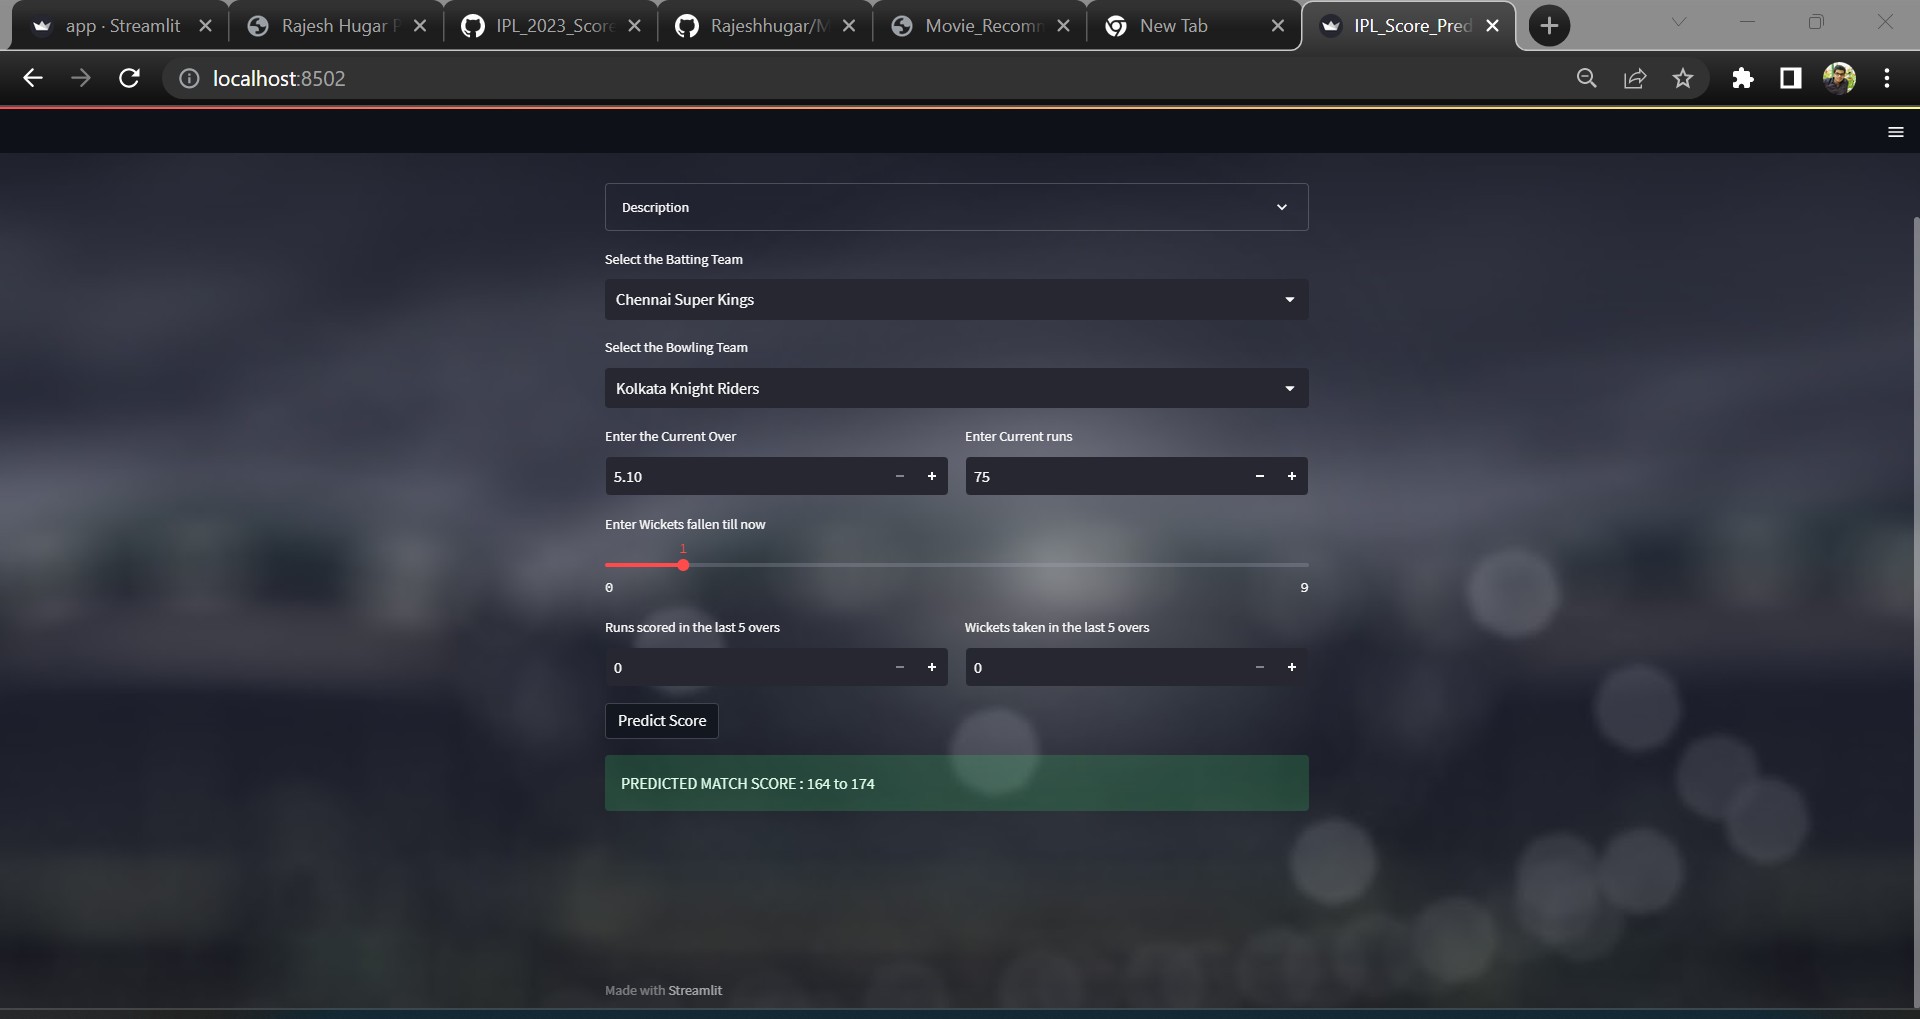 app · Streamlit
Rajesh Hugar P
IPL_2023_Score
Rajeshhugar/M
Movie_Recomm
New Tab
IPL_Score_Pred
localhost:8502
Description
Select the Batting Team
Chennai Super Kings
Select the Bowling Team
Kolkata Knight Riders
Enter the Current Over
Enter Current runs
5.10
75
Enter Wickets fallen till now
1
0
9
Runs scored in the last 5 overs
Wickets taken in the last 5 overs
0
0
Predict Score
PREDICTED MATCH SCORE : 164 to 174
Made with Streamlit